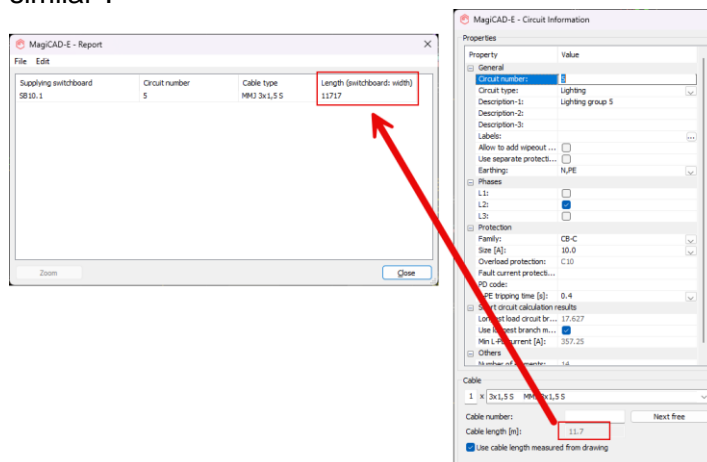 similar ?
MagiCAD-E - Report
File Edit
Supplying switchboard Circuit number Cable type Length (switchboard: width)
SB10.1 5 MMJ 3x1,5 S 11717
Zoom Close
MagiCAD-E - Circuit Information
Properties
Property Value
General
Circuit number: 5
Circuit type: Lighting
Description-1: Lighting group 5
Description-2:
Description-3:
Labels: ...
Allow to add wipeout ...
Use separate protecti...
Earthing: N,PE
Phases
L1:
L2:
L3:
Protection
Family: CB-C
Size [A]: 10.0
Overload protection: C10
Fault current protecti...
PD code:
PE tripping time [s]: 0.4
circuit calculation results
load circuit br... 17.627
Use longest branch m...
Min L-PE current [A]: 357.25
Others
14
Cable
1 x 3x1,5 S MMJ 3x1,5 S
Cable number: Next free
Cable length [m]: 11.7
Use cable length measured from drawing